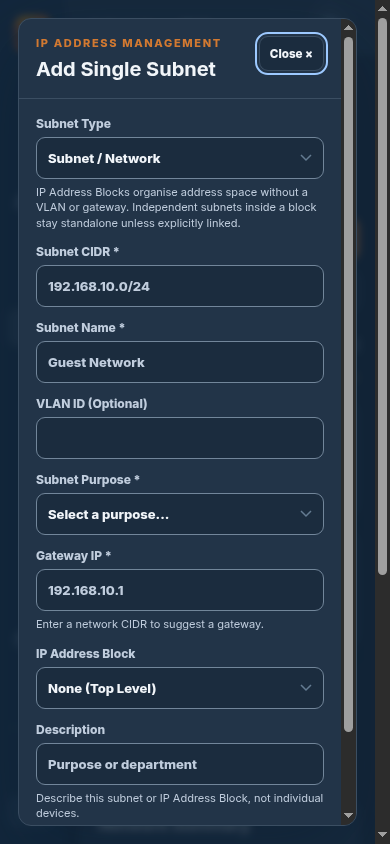 IP ADDRESS MANAGEMENT
Add Single Subnet
Close ×
Subnet Type
Subnet / Network
IP Address Blocks organise address space without a
VLAN or gateway. Independent subnets inside a block
stay standalone unless explicitly linked.
Subnet CIDR *
192.168.10.0/24
Subnet Name *
Guest Network
VLAN ID (Optional)
Subnet Purpose *
Select a purpose...
Gateway IP *
192.168.10.1
Enter a network CIDR to suggest a gateway.
IP Address Block
None (Top Level)
Description
Purpose or department
Describe this subnet or IP Address Block, not individual
devices.